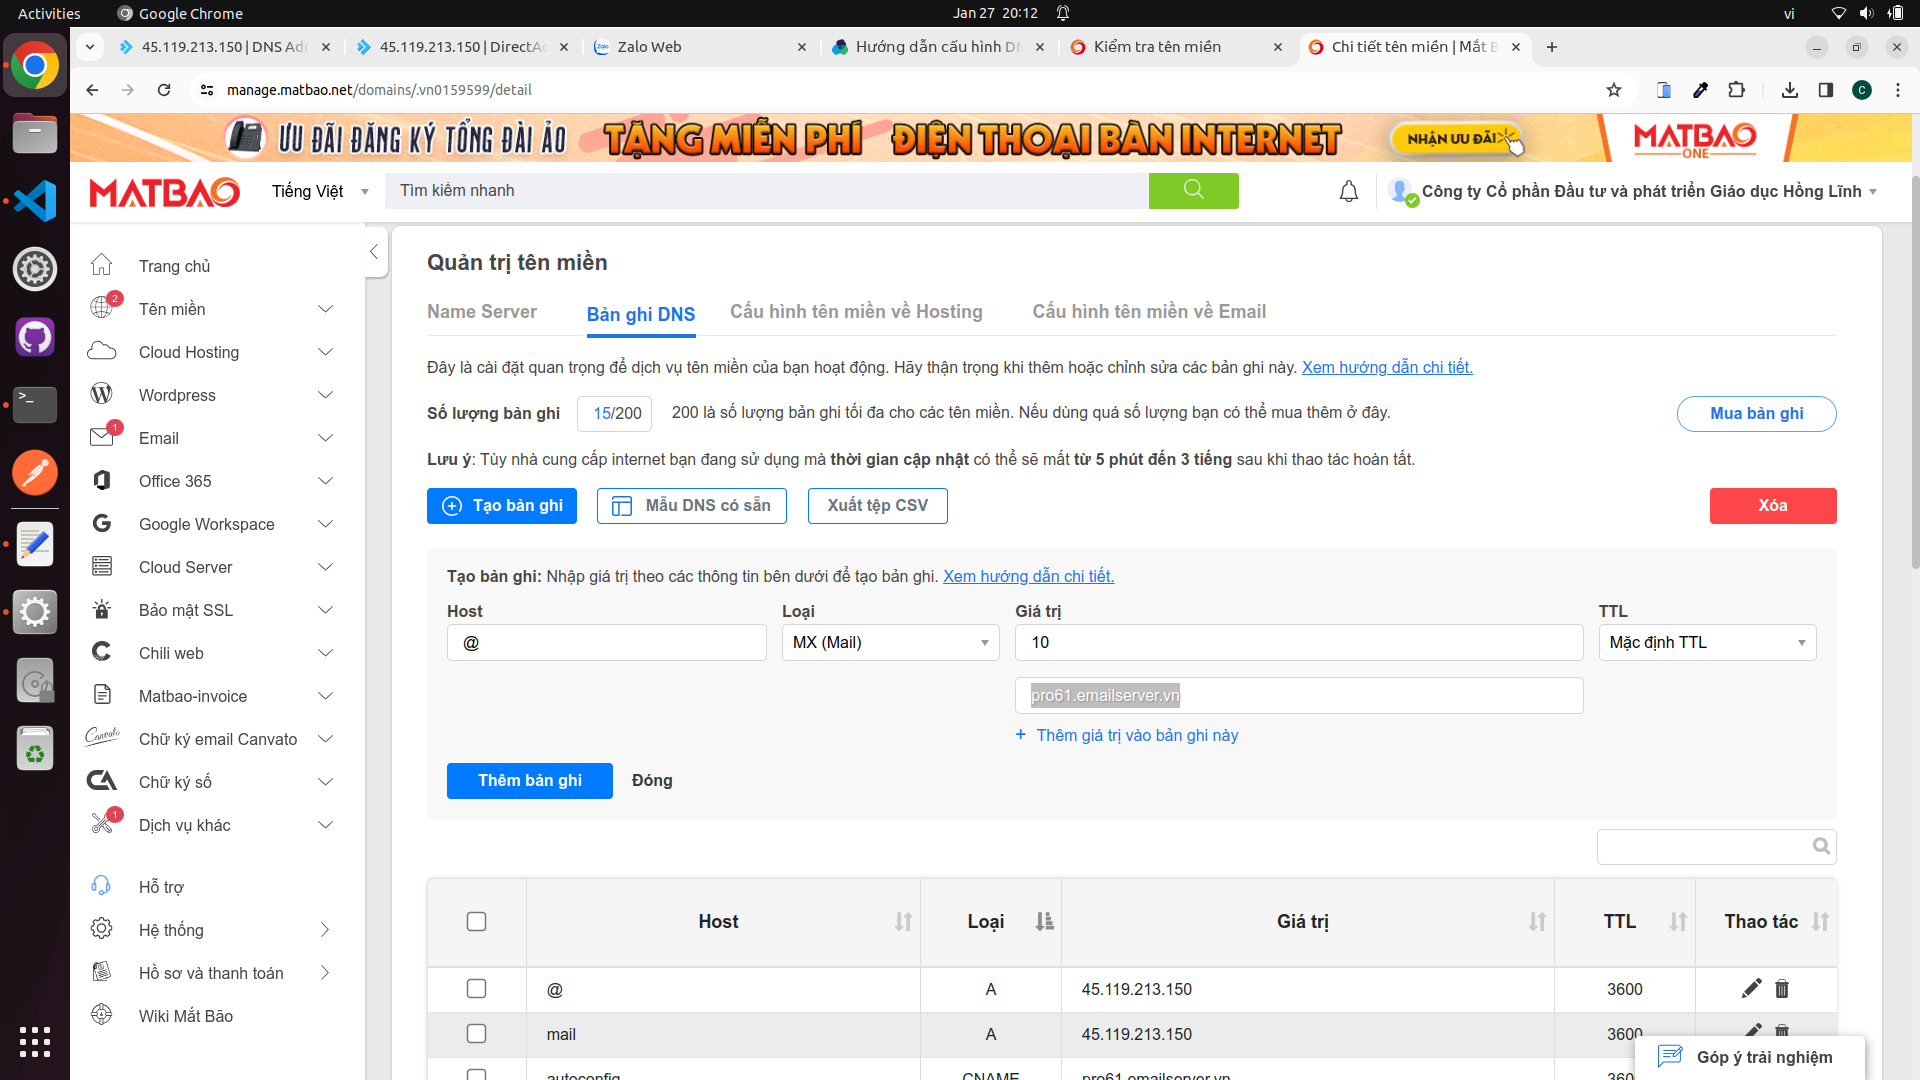 Activities
Google Chrome
Jan 27 20:12
vi
45.119.213.150 | DNS Adr
45.119.213.150 | DirectAc
Zalo Web
Hướng dẫn cấu hình DN
Kiểm tra tên miền
Chi tiết tên miền | Mắt B
manage.matbao.net/domains/.vn0159599/detail
C
ƯU ĐÃI ĐĂNG KÝ TỔNG ĐÀI ẢO
TẶNG MIỄN PHÍ ĐIỆN THOẠI BÀN INTERNET
NHẬN ƯU ĐÃI
MATBAO
ONE
MATBAO
Tiếng Việt
Tìm kiếm nhanh
Công ty Cổ phần Đầu tư và phát triển Giáo dục Hồng Lĩnh
Trang chủ
2
Tên miền
Cloud Hosting
Wordpress
1
Email
Office 365
Google Workspace
Cloud Server
Bảo mật SSL
Chili web
Matbao-invoice
Canvato
Chữ ký email Canvato
CA
Chữ ký số
1
Dịch vụ khác
Hỗ trợ
Hệ thống
Hồ sơ và thanh toán
Wiki Mắt Bão
Quản trị tên miền
Name Server
Bản ghi DNS
Cấu hình tên miền về Hosting
Cấu hình tên miền về Email
Đây là cài đặt quan trọng để dịch vụ tên miền của bạn hoạt động. Hãy thận trọng khi thêm hoặc chỉnh sửa các bản ghi này. Xem hướng dẫn chi tiết.
Số lượng bản ghi
15/200
200 là số lượng bản ghi tối đa cho các tên miền. Nếu dùng quá số lượng bạn có thể mua thêm ở đây.
Mua bản ghi
Lưu ý: Tùy nhà cung cấp internet bạn đang sử dụng mà thời gian cập nhật có thể sẽ mất từ 5 phút đến 3 tiếng sau khi thao tác hoàn tất.
Tạo bản ghi
Mẫu DNS có sẵn
Xuất tệp CSV
Xóa
Tạo bản ghi: Nhập giá trị theo các thông tin bên dưới để tạo bản ghi. Xem hướng dẫn chi tiết.
Host
Loại
Giá trị
TTL
@
MX (Mail)
10
Mặc định TTL
pro61.emailserver.vn
+ Thêm giá trị vào bản ghi này
Thêm bản ghi
Đóng
Host
Loại
Giá trị
TTL
Thao tác
@
A
45.119.213.150
3600
mail
A
45.119.213.150
3600
autoconfig
CNAME
pro61.emailserver.vn
3600
Góp ý trải nghiệm